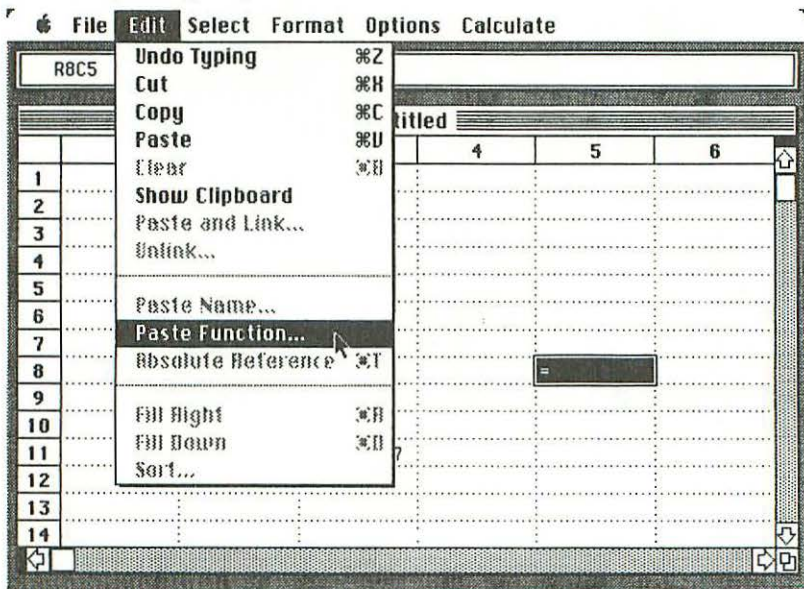 File Edit Select Format Options Calculate
R8C5
Undo Typing ⌘Z
Cut ⌘X
Copy ⌘C
Paste ⌘V
Clear ⌘B
Show Clipboard
Paste and Link...
Unlink...
Paste Name...
Paste Function...
Absolute Reference ⌘T
Fill Right ⌘R
Fill Down ⌘D
Sort...
titled
4 5 6
1
2
3
4
5
6
7
8 =
9
10
11 7
12
13
14